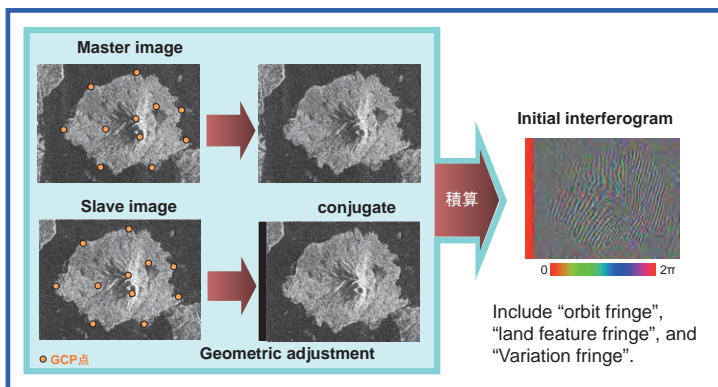 Master image
Slave image
conjugate
GCP点
Geometric adjustment
積算
Initial interferogram
0 2π
Include “orbit fringe”,
“land feature fringe”, and
“Variation fringe”.